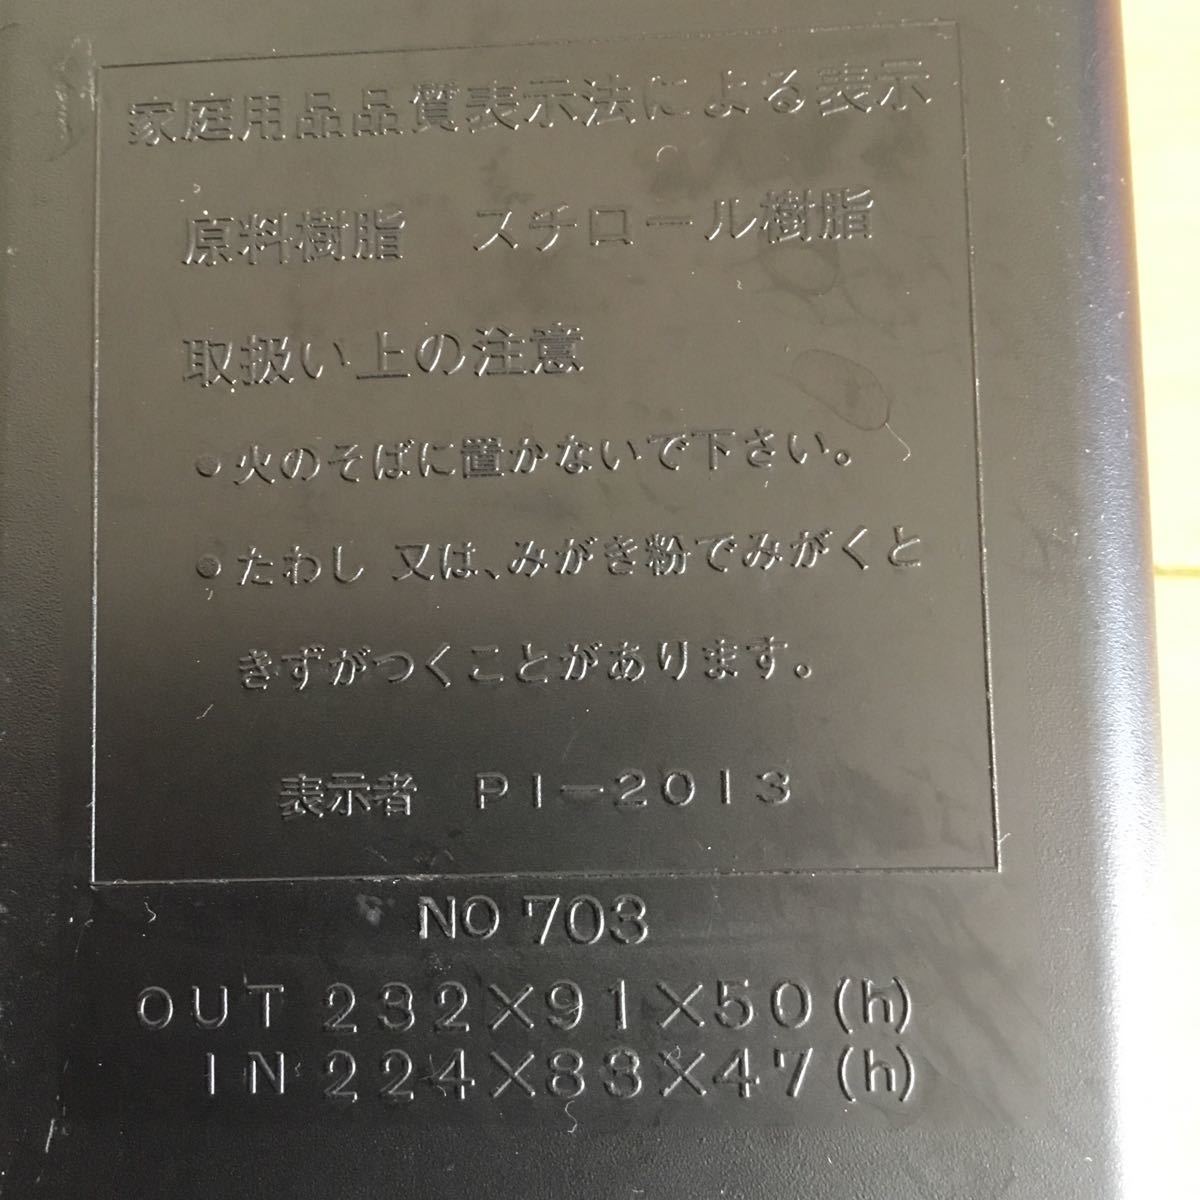 家庭用品品質表示法による表示
原料樹脂　スチロール樹脂
取扱い上の注意
●火のそばに置かないで下さい。
●たわし 又は、みがき粉でみがくと
きずがつくことがあります。
表示者　PI-2013
NO 703
OUT 232×91×50(h)
IN 224×83×47(h)